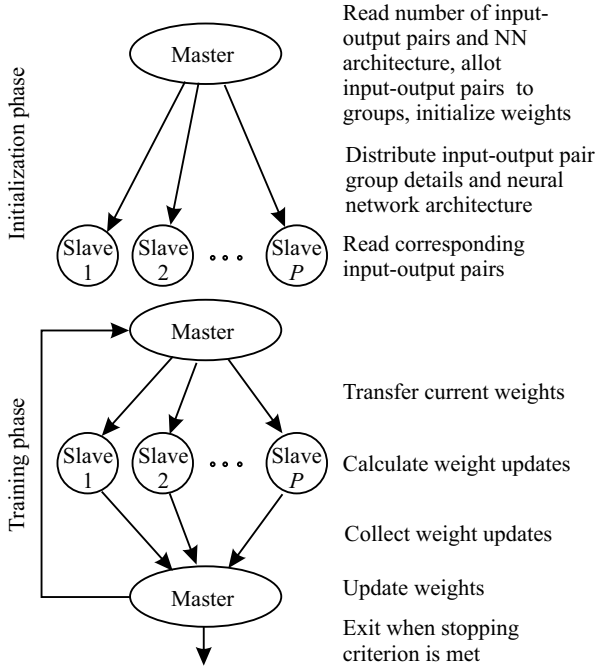 Initialization phase
Master
Read number of input-
output pairs and NN
architecture, allot
input-output pairs to
groups, initialize weights
Distribute input-output pair
group details and neural
network architecture
Slave
1
Slave
2
Slave
P
Read corresponding
input-output pairs
Training phase
Master
Transfer current weights
Slave
1
Slave
2
Slave
P
Calculate weight updates
Collect weight updates
Master
Update weights
Exit when stopping
criterion is met